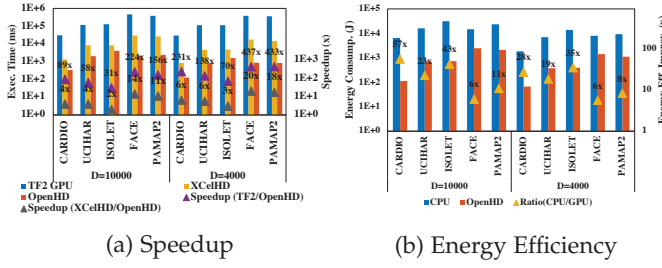 Exec. Time (ms)
1E+6
1E+5
1E+4
1E+3
1E+2
1E+1
1E+0
89x 58x 31x 224x 156x 231x 138x 70x 437x 433x
4x 4x 2x 14x 11x 6x 6x 3x 20x 18x
1E+3
1E+2
1E+1
1E+0
Speedup (x)
CARDIO UCIHAR ISOLET FACE PAMAP2 CARDIO UCIHAR ISOLET FACE PAMAP2
D=10000 D=4000
TF2 GPU XCelHD
OpenHD Speedup (TF2/OpenHD)
Speedup (XCelHD/OpenHD)
(a) Speedup
Energy Consump. (J)
1E+5
1E+4
1E+3
1E+2
1E+1
1E+0
57x 23x 43x 6x 11x 28x 19x 35x 6x 8x
100
10
1
CARDIO UCIHAR ISOLET FACE PAMAP2 CARDIO UCIHAR ISOLET FACE PAMAP2
D=10000 D=4000
CPU OpenHD Ratio(CPU/GPU)
(b) Energy Efficiency